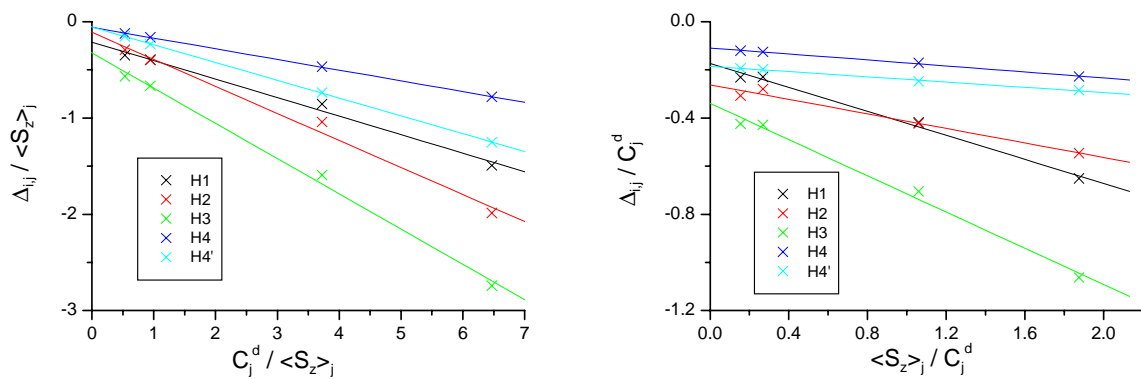 0
-1
-2
-3
Δi,j / <Sz>j
H1
H2
H3
H4
H4'
0 1 2 3 4 5 6 7
Cjd / <Sz>j
0.0
-0.4
-0.8
-1.2
Δi,j / Cjd
H1
H2
H3
H4
H4'
0.0 0.4 0.8 1.2 1.6 2.0
<Sz>j / Cjd